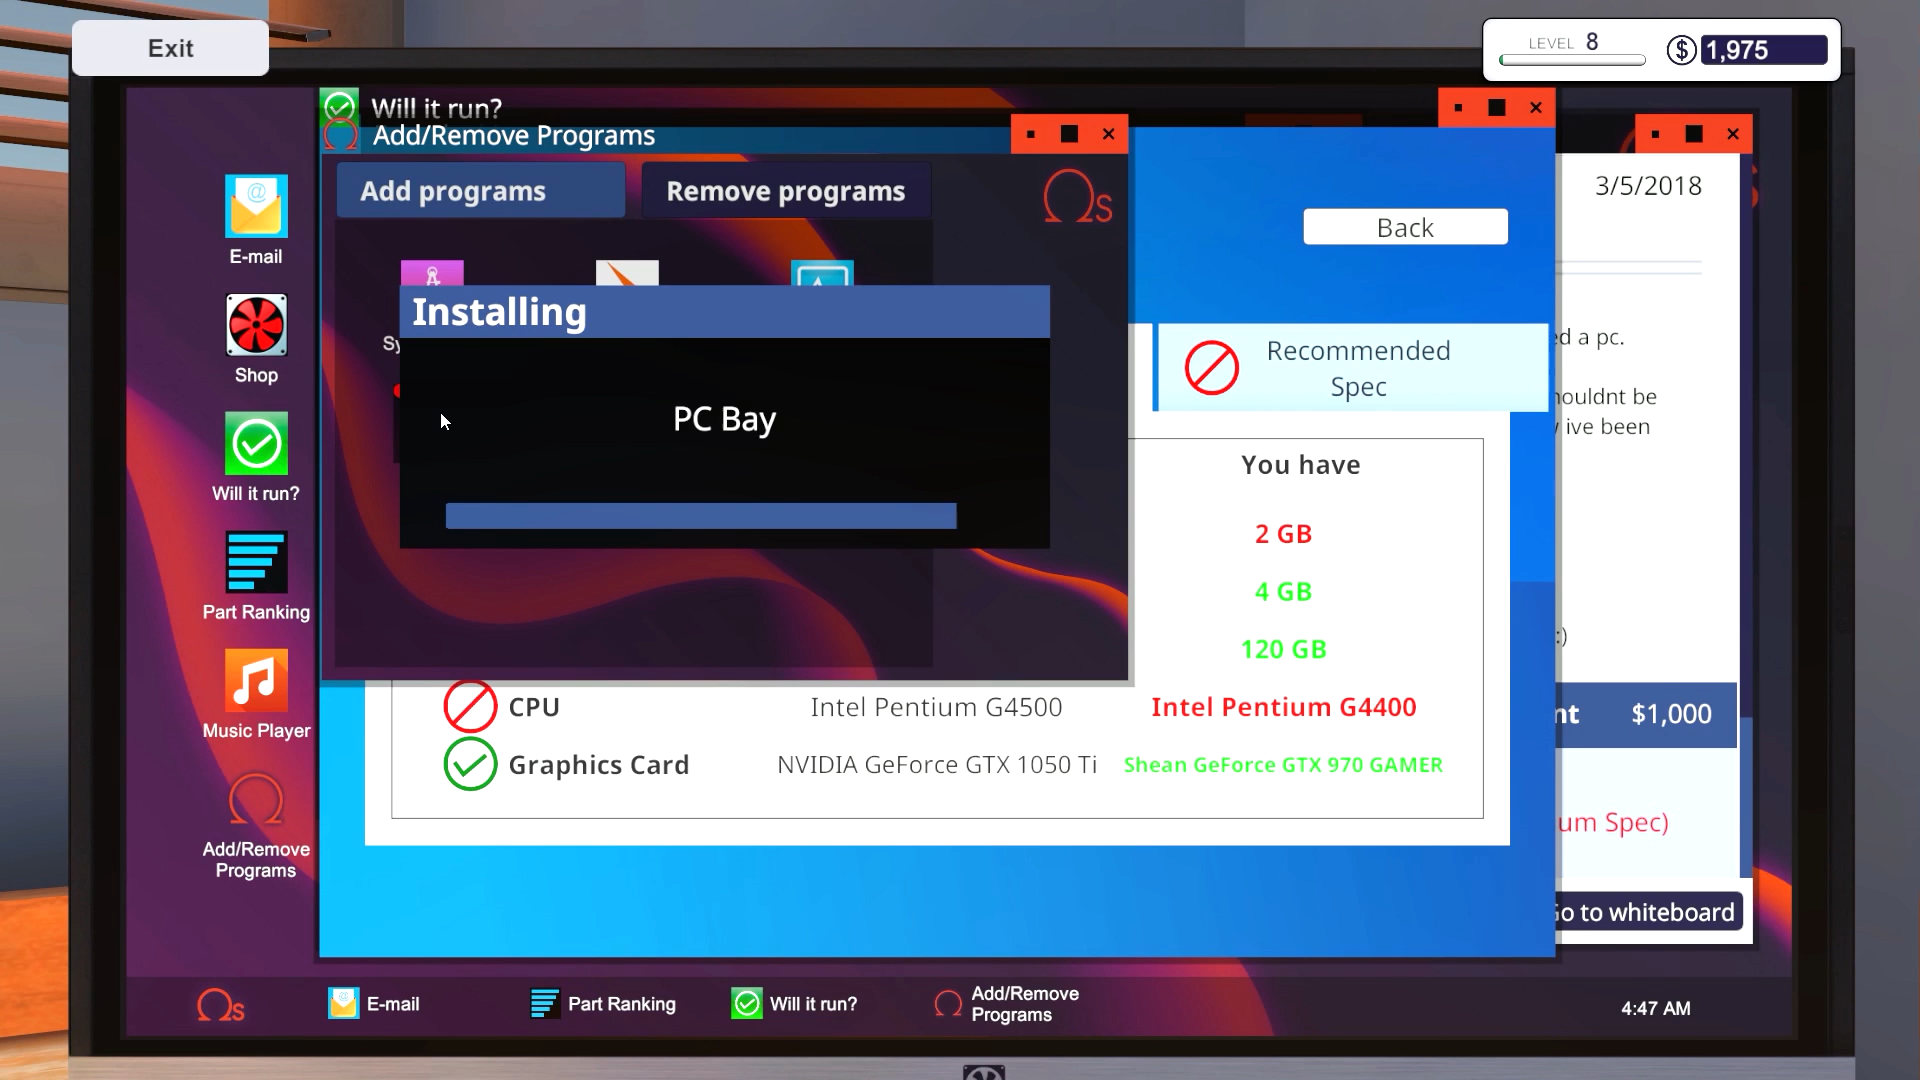 Exit
LEVEL 8
$ 1,975
Will it run?
Add/Remove Programs
Add programs
Remove programs
Ωs
3/5/2018
Back
E-mail
Installing
Recommended
Spec
PC Bay
Shop
You have
2 GB
4 GB
120 GB
Will it run?
Part Ranking
CPU
Intel Pentium G4500
Intel Pentium G4400
Graphics Card
NVIDIA GeForce GTX 1050 Ti
Shean GeForce GTX 970 GAMER
Music Player
Add/Remove
Programs
a pc.
be
ive been
:)
$1,000
Spec)
to whiteboard
Ωs
E-mail
Part Ranking
Will it run?
Add/Remove
Programs
4:47 AM